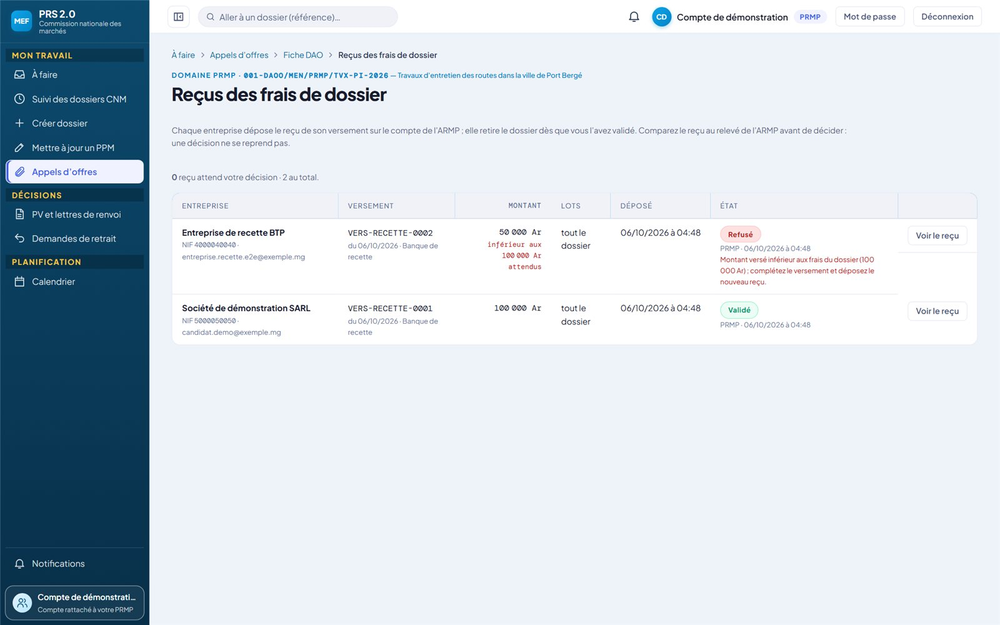 MEF
PRS 2.0
Commission nationale des
marchés
MON TRAVAIL
À faire
Suivi des dossiers CNM
Créer dossier
Mettre à jour un PPM
Appels d’offres
DÉCISIONS
PV et lettres de renvoi
Demandes de retrait
PLANIFICATION
Calendrier
Notifications
Compte de démonstrati…
Compte rattaché à votre PRMP
Aller à un dossier (référence)…
CD
Compte de démonstration
PRMP
Mot de passe
Déconnexion
À faire > Appels d’offres > Fiche DAO > Reçus des frais de dossier
DOMAINE PRMP · 001-DAOO/MEN/PRMP/TVX-PI-2026 — Travaux d’entretien des routes dans la ville de Port Bergé
Reçus des frais de dossier
Chaque entreprise dépose le reçu de son versement sur le compte de l’ARMP ; elle retire le dossier dès que vous l’avez validé. Comparez le reçu au relevé de l’ARMP avant de décider :
une décision ne se reprend pas.
0 reçu attend votre décision · 2 au total.
ENTREPRISE VERSEMENT MONTANT LOTS DÉPOSÉ ÉTAT
Entreprise de recette BTP
NIF 4000040040 ·
entreprise.recette.e2e@exemple.mg
VERS-RECETTE-0002
du 06/10/2026 · Banque de
recette
50 000 Ar
inférieur aux
100 000 Ar
attendus
tout le
dossier
06/10/2026 à 04:48
Refusé
PRMP · 06/10/2026 à 04:48
Montant versé inférieur aux frais du dossier (100
000 Ar) ; complétez le versement et déposez le
nouveau reçu.
Voir le reçu
Société de démonstration SARL
NIF 5000050050 ·
candidat.demo@exemple.mg
VERS-RECETTE-0001
du 06/10/2026 · Banque de
recette
100 000 Ar
tout le
dossier
06/10/2026 à 04:48
Validé
PRMP · 06/10/2026 à 04:48
Voir le reçu